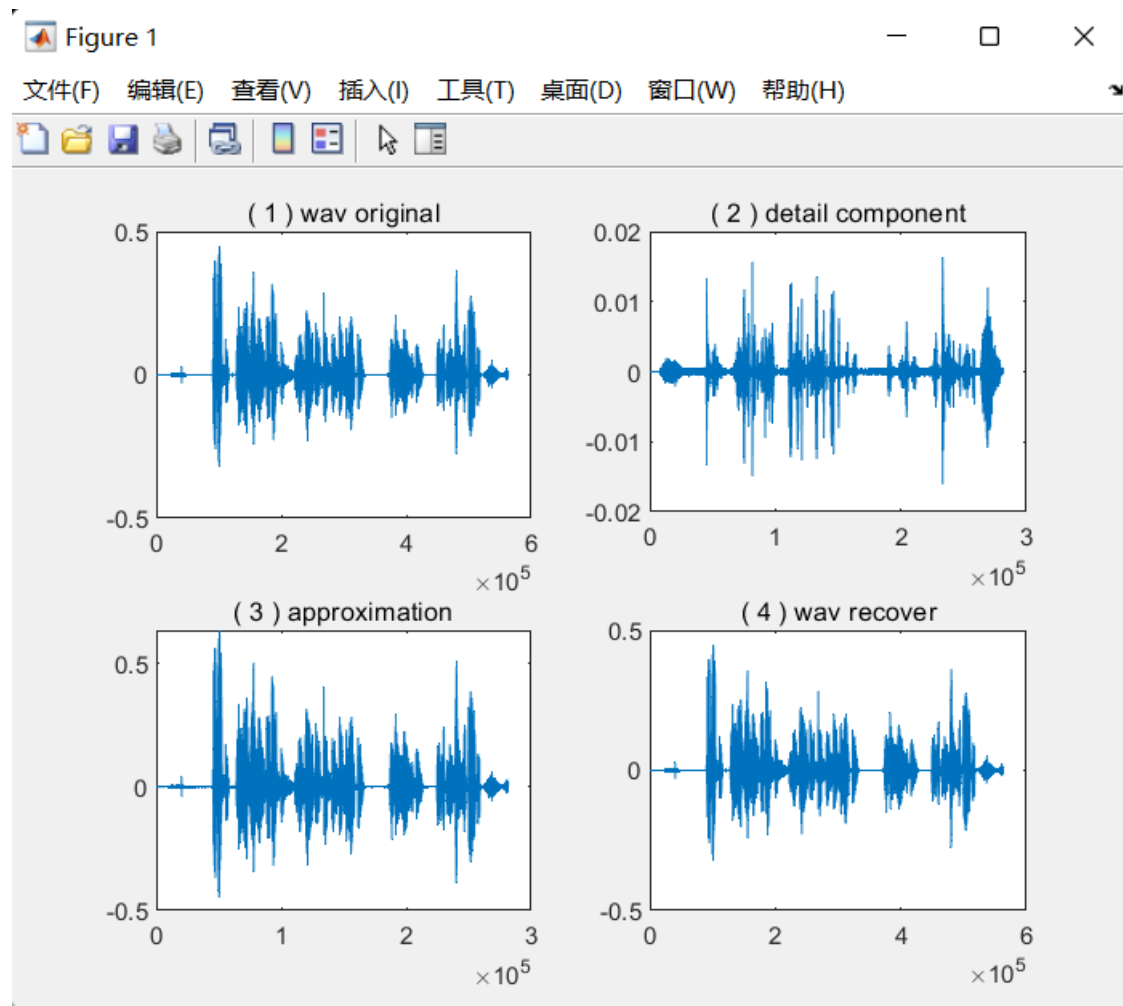 Figure 1
文件(F) 编辑(E) 查看(V) 插入(I) 工具(T) 桌面(D) 窗口(W) 帮助(H)
( 1 ) wav original
0.5
0
-0.5
0 2 4 6
×10^5
( 2 ) detail component
0.02
0.01
0
-0.01
-0.02
0 1 2 3
×10^5
( 3 ) approximation
0.5
0
-0.5
0 1 2 3
×10^5
( 4 ) wav recover
0.5
0
-0.5
0 2 4 6
×10^5